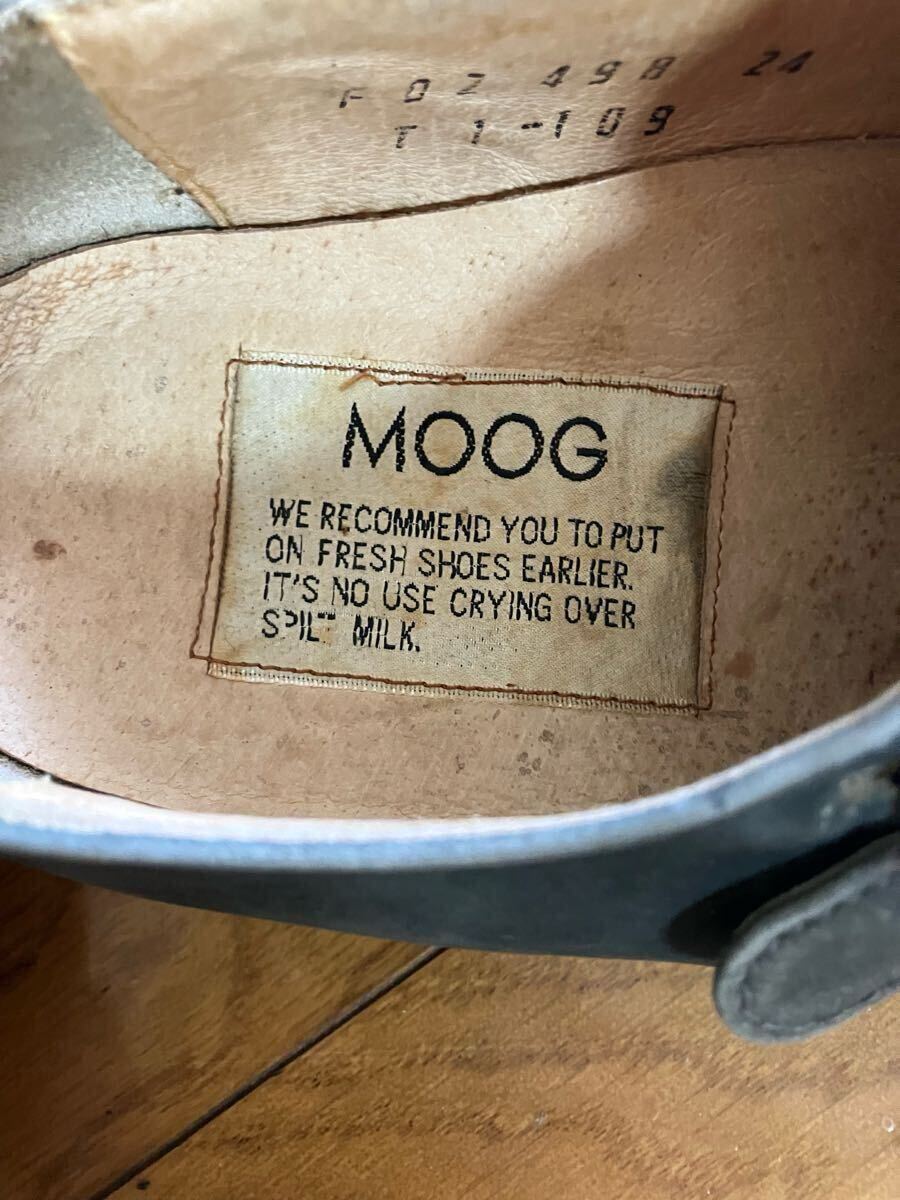 F 02 498 24
T 1-109
MOOG
WE RECOMMEND YOU TO PUT
ON FRESH SHOES EARLIER.
IT'S NO USE CRYING OVER
SPILT MILK.